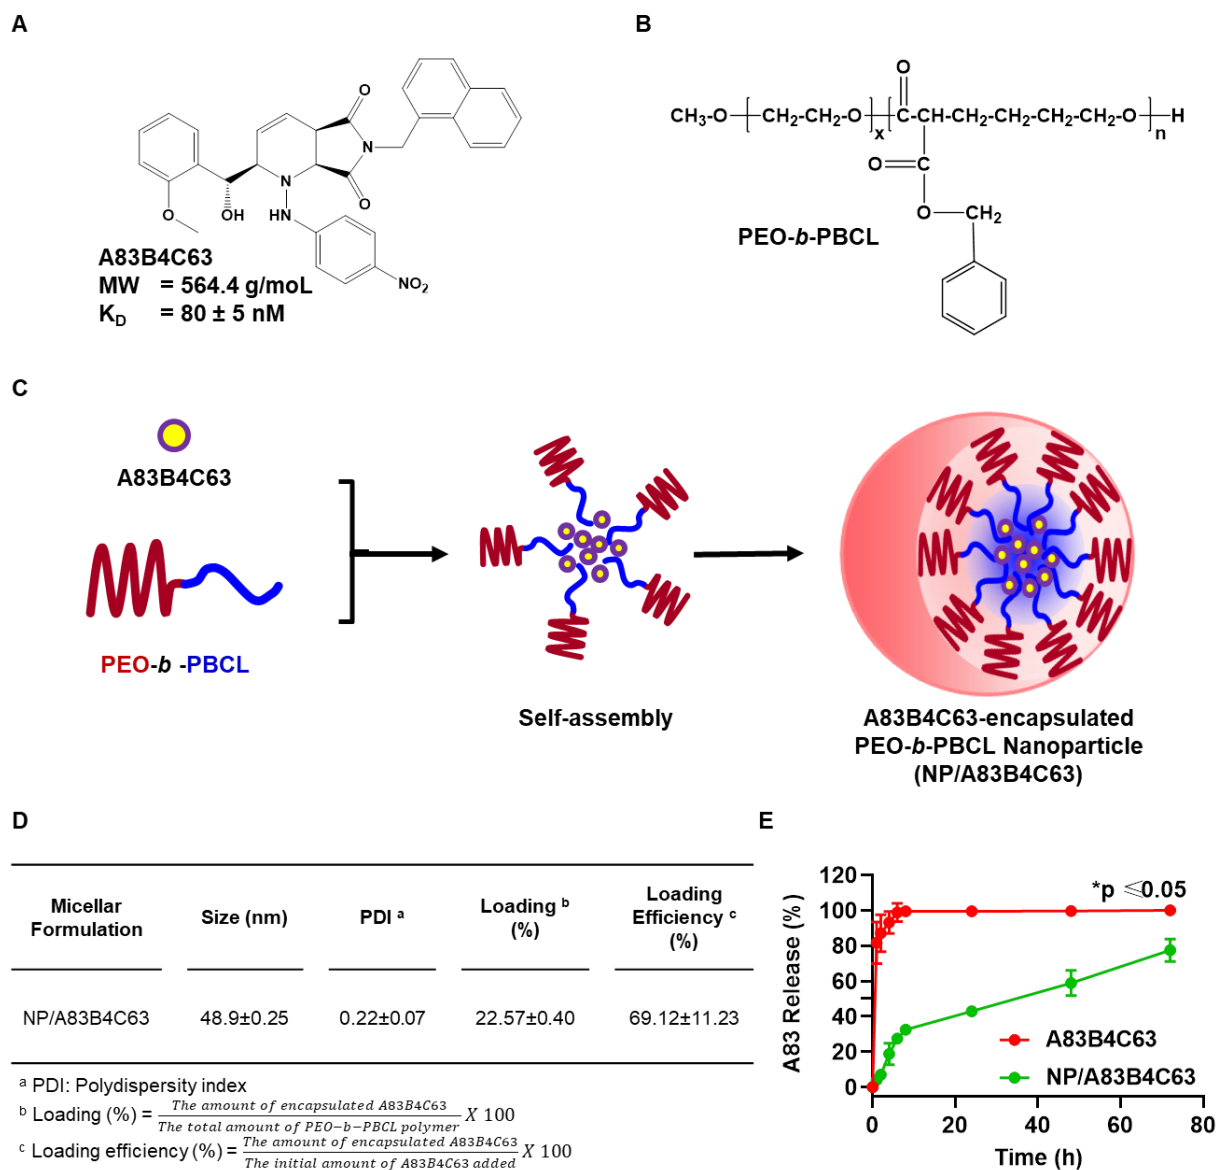 A
O
N
O
N
OH
HN
O
NO₂
A83B4C63
MW = 564.4 g/moL
K_D = 80 ± 5 nM
B
O
CH₃-O CH₂-CH₂-O x C-CH-CH₂-CH₂-CH₂-CH₂-O n H
O C
O CH₂
PEO-b-PBCL
C
A83B4C63
PEO-b -PBCL
Self-assembly
A83B4C63-encapsulated
PEO-b-PBCL Nanoparticle
(NP/A83B4C63)
D
Micellar Formulation Size (nm) PDI ᵃ Loading ᵇ (%) Loading Efficiency ᶜ (%)
NP/A83B4C63 48.9±0.25 0.22±0.07 22.57±0.40 69.12±11.23
ᵃ PDI: Polydispersity index
ᵇ Loading (%) = The amount of encapsulated A83B4C63 / The total amount of PEO−b−PBCL polymer X 100
ᶜ Loading efficiency (%) = The amount of encapsulated A83B4C63 / The initial amount of A83B4C63 added X 100
E
*p ⩽0.05
A83 Release (%)
120
100
80
60
40
20
0
A83B4C63
NP/A83B4C63
0 20 40 60 80
Time (h)